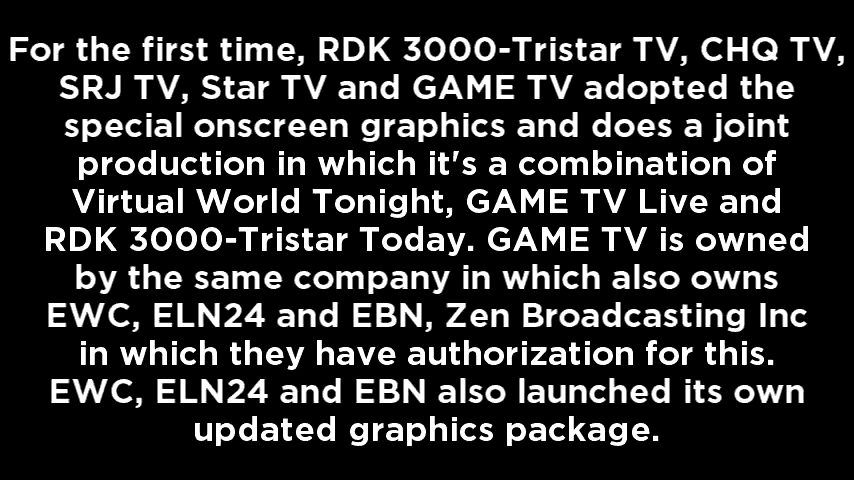 For the first time, RDK 3000-Tristar TV, CHQ TV,
SRJ TV, Star TV and GAME TV adopted the
special onscreen graphics and does a joint
production in which it's a combination of
Virtual World Tonight, GAME TV Live and
RDK 3000-Tristar Today. GAME TV is owned
by the same company in which also owns
EWC, ELN24 and EBN, Zen Broadcasting Inc
in which they have authorization for this.
EWC, ELN24 and EBN also launched its own
updated graphics package.